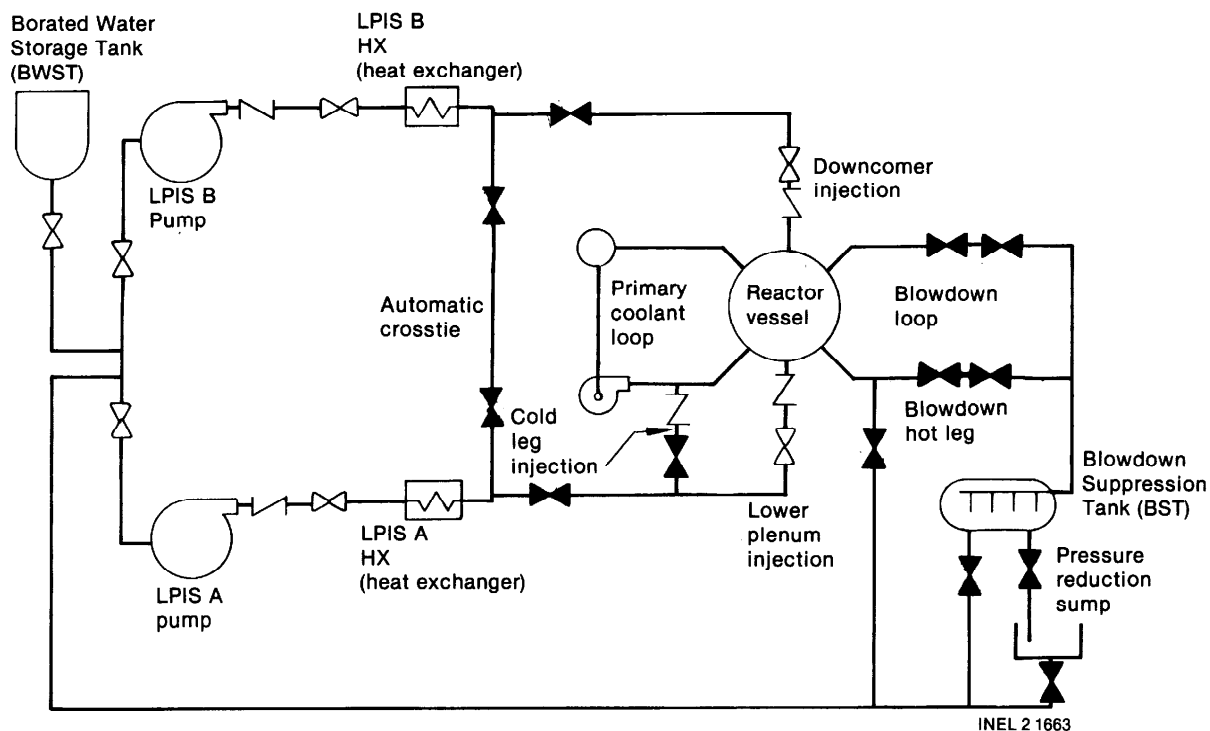 Borated Water
Storage Tank
(BWST)
LPIS B
HX
(heat exchanger)
LPIS B
Pump
Downcomer
injection
Automatic
crosstie
Primary
coolant
loop
Reactor
vessel
Blowdown
loop
Cold
leg
injection
Blowdown
hot leg
Blowdown
Suppression
Tank (BST)
LPIS A
HX
(heat exchanger)
Lower
plenum
injection
LPIS A
pump
Pressure
reduction
sump
INEL 2 1663